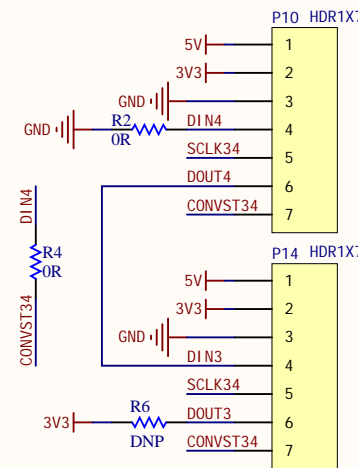 P10 HDR1X7
5V 1
3V3 2
GND 3
R2 DIN4 4
GND
0R
SCLK34 5
DOUT4 6
CONVST34 7
DIN4
R4
0R
CONVST34
P14 HDR1X7
5V 1
3V3 2
GND 3
DIN3 4
SCLK34 5
R6 DOUT3 6
3V3
DNP
CONVST34 7